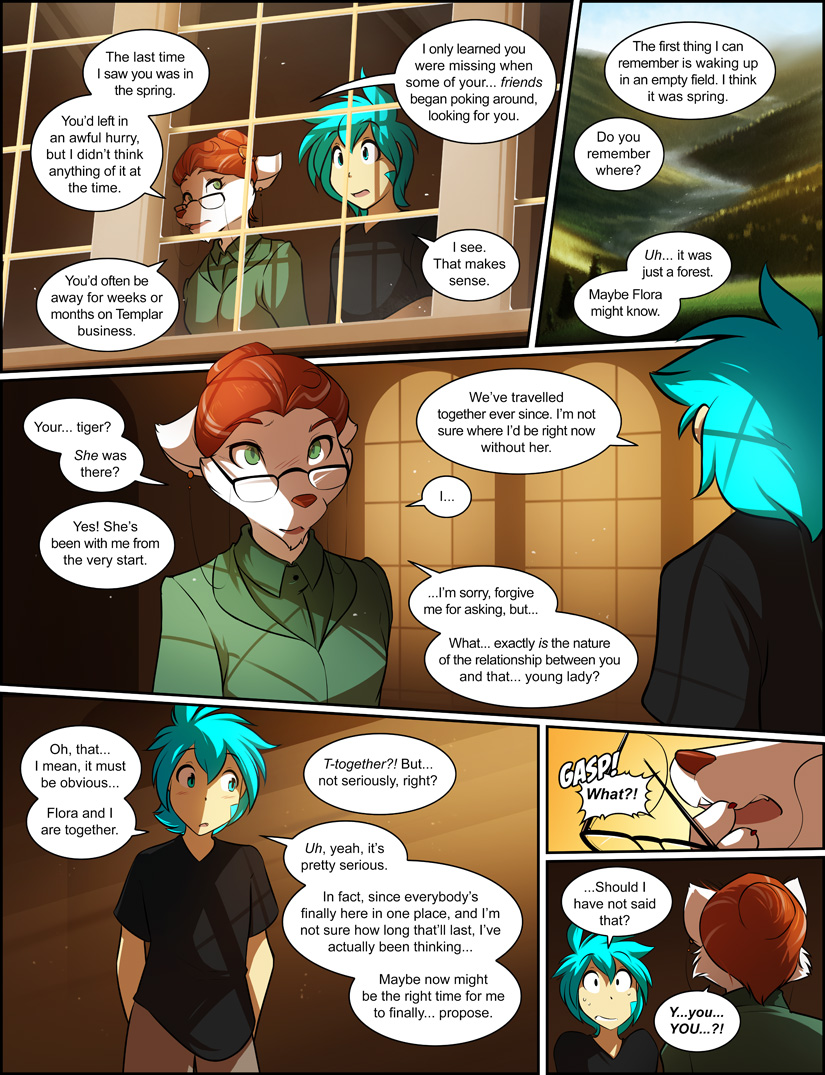 The last time
I saw you was in
the spring.
You'd left in
an awful hurry,
but I didn't think
anything of it at
the time.
I only learned you
were missing when
some of your... friends
began poking around,
looking for you.
You'd often be
away for weeks or
months on Templar
business.
I see.
That makes
sense.
The first thing I can
remember is waking up
in an empty field. I think
it was spring.
Do you
remember
where?
Uh... it was
just a forest.
Maybe Flora
might know.
Your... tiger?
She was
there?
Yes! She's
been with me from
the very start.
We've travelled
together ever since. I'm not
sure where I'd be right now
without her.
I...
...I'm sorry, forgive
me for asking, but...
What... exactly is the nature
of the relationship between you
and that... young lady?
Oh, that...
I mean, it must
be obvious...
Flora and I
are together.
T-together?! But...
not seriously, right?
Uh, yeah, it's
pretty serious.
In fact, since everybody's
finally here in one place, and I'm
not sure how long that'll last, I've
actually been thinking...
Maybe now might
be the right time for me
to finally... propose.
GASP!
What?!
...Should I
have not said
that?
Y...you...
YOU...?!